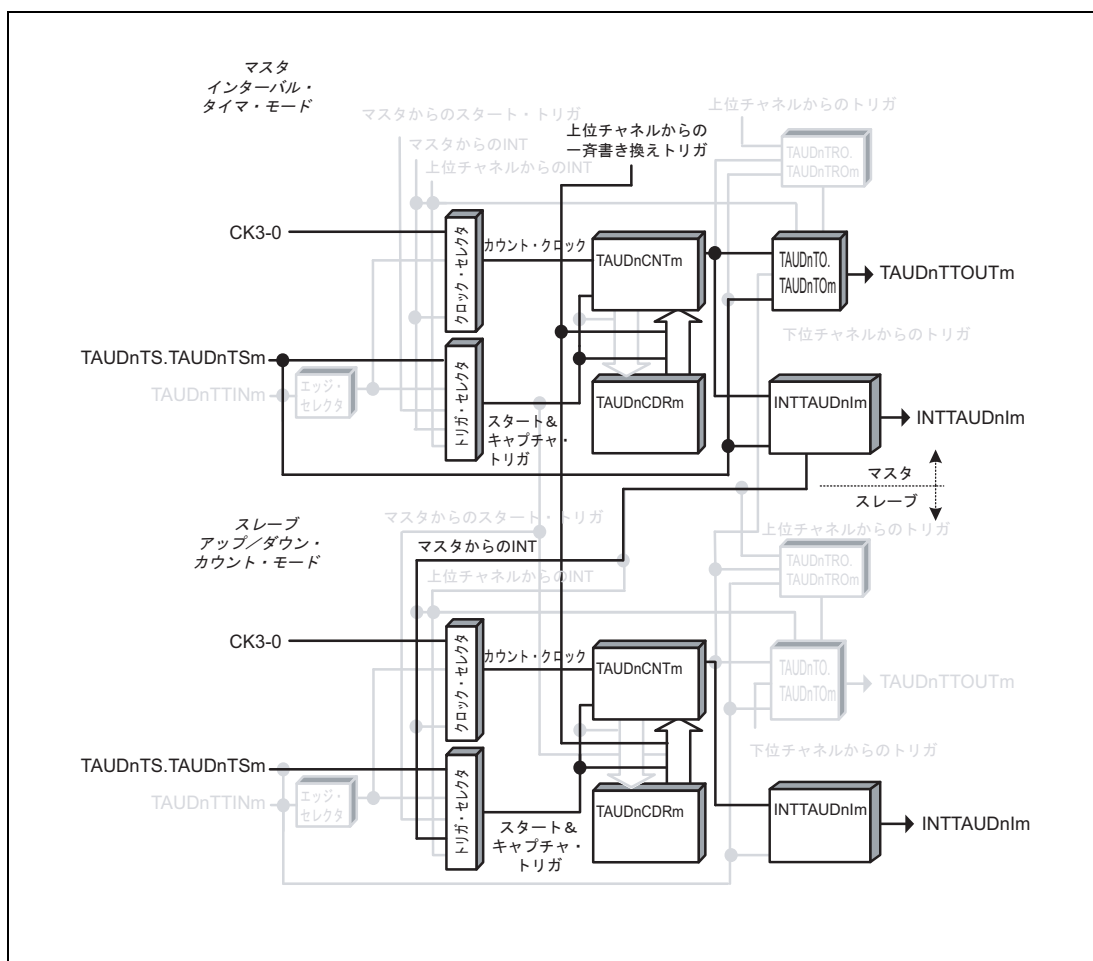 マスタ
インターバル・
タイマ・モード
マスタからのスタート・トリガ
マスタからのINT
上位チャネルからのINT
上位チャネルからの
一斉書き換えトリガ
上位チャネルからのトリガ
TAUDnTRO.
TAUDnTROm
CK3-0
クロック・セレクタ
カウント・クロック
TAUDnCNTm
TAUDnTO.
TAUDnTOm
TAUDnTTOUTm
下位チャネルからのトリガ
TAUDnTS.TAUDnTSm
TAUDnTTINm
エッジ・
セレクタ
トリガ・セレクタ
スタート&
キャプチャ・
トリガ
TAUDnCDRm
INTTAUDnIm
INTTAUDnIm
マスタ
スレーブ
スレーブ
アップ/ダウン・
カウント・モード
マスタからのスタート・トリガ
マスタからのINT
上位チャネルからのINT
上位チャネルからのトリガ
TAUDnTRO.
TAUDnTROm
CK3-0
クロック・セレクタ
カウント・クロック
TAUDnCNTm
TAUDnTO.
TAUDnTOm
TAUDnTTOUTm
下位チャネルからのトリガ
TAUDnTS.TAUDnTSm
TAUDnTTINm
エッジ・
セレクタ
トリガ・セレクタ
スタート&
キャプチャ・
トリガ
TAUDnCDRm
INTTAUDnIm
INTTAUDnIm